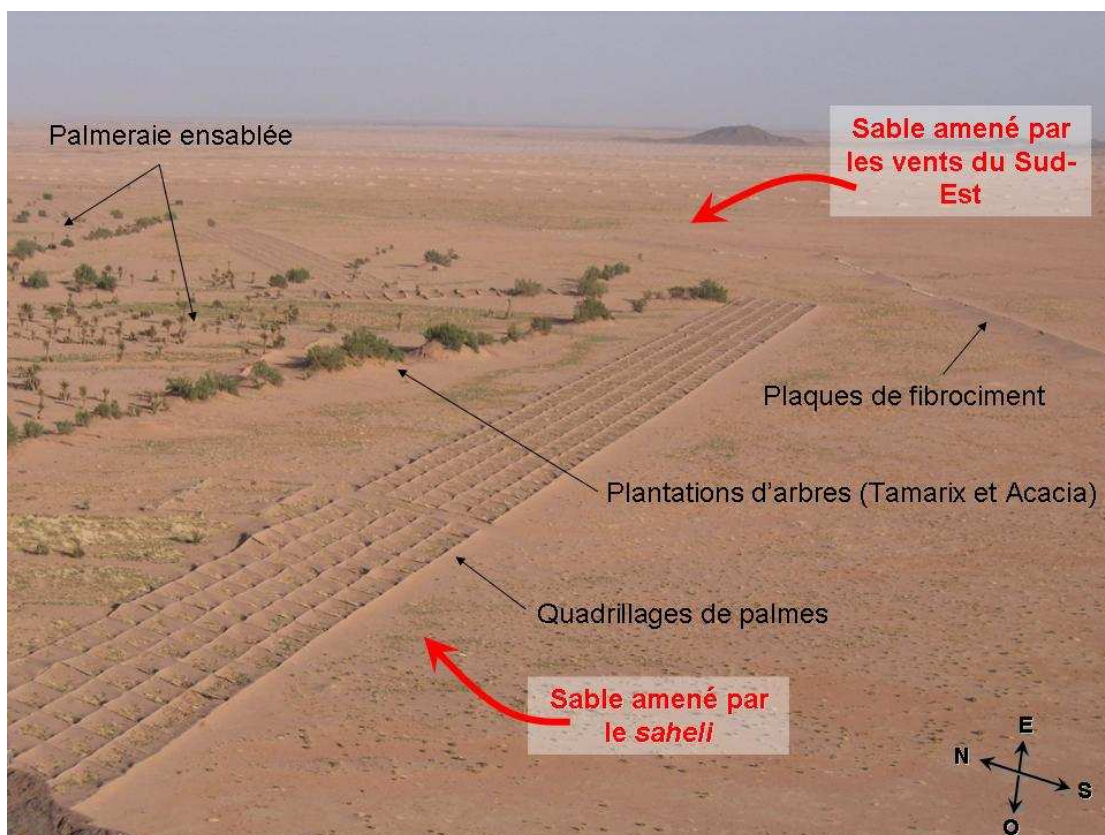 Palmeraie ensablée
Sable amené par
les vents du Sud-
Est
Plaques de fibrociment
Plantations d'arbres (Tamarix et Acacia)
Quadrillages de palmes
Sable amené par
le saheli
E
N
S
O